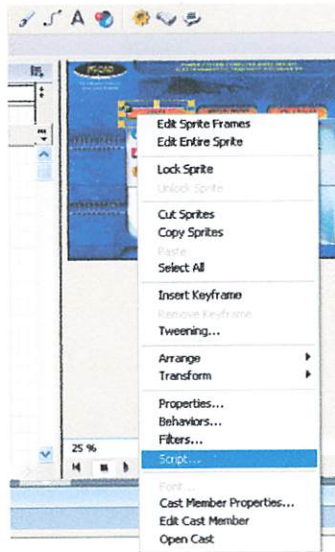 A
Edit Sprite Frames
Edit Entire Sprite
Lock Sprite
Unlock Sprite
Cut Sprites
Copy Sprites
Paste
Select All
Insert Keyframe
Remove Keyframe
Tweening...
Arrange
Transform
Properties...
Behaviors...
Filters...
Script...
Font...
Cast Member Properties...
Edit Cast Member
Open Cast
25 %